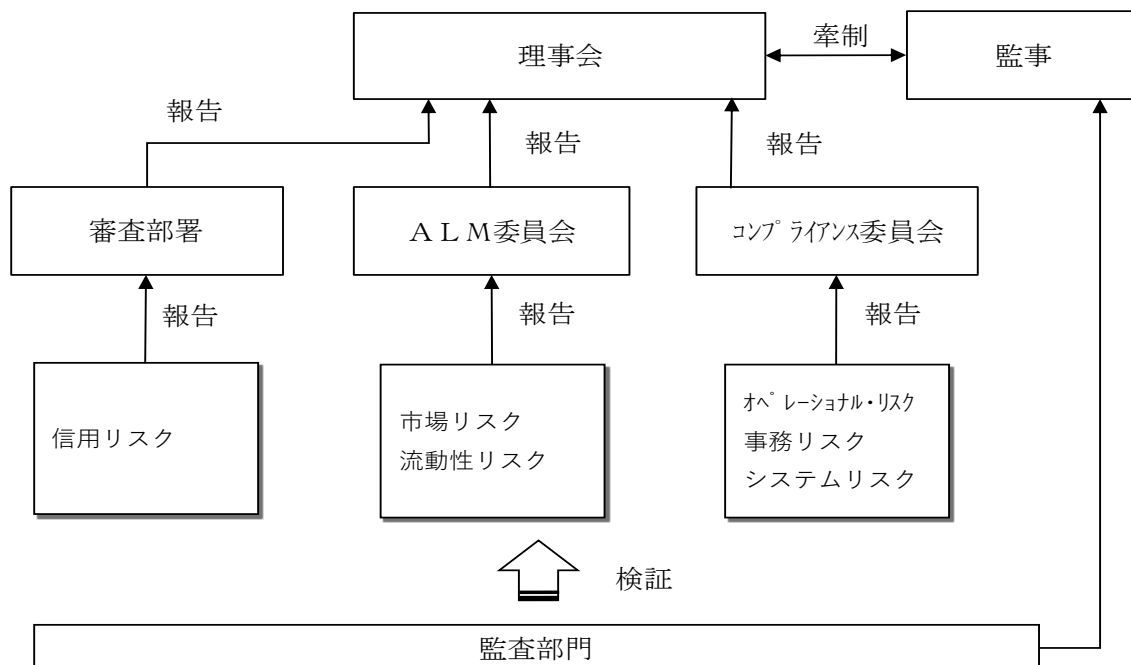 理事会
牽制
監事
報告
報告
報告
審査部署
ＡＬＭ委員会
ｺﾝﾌﾟﾗｲｱﾝｽ委員会
報告
報告
報告
信用リスク
市場リスク
流動性リスク
ｵﾍﾟﾚｰｼｮﾅﾙ・ﾘｽｸ
事務リスク
システムリスク
検証
監査部門